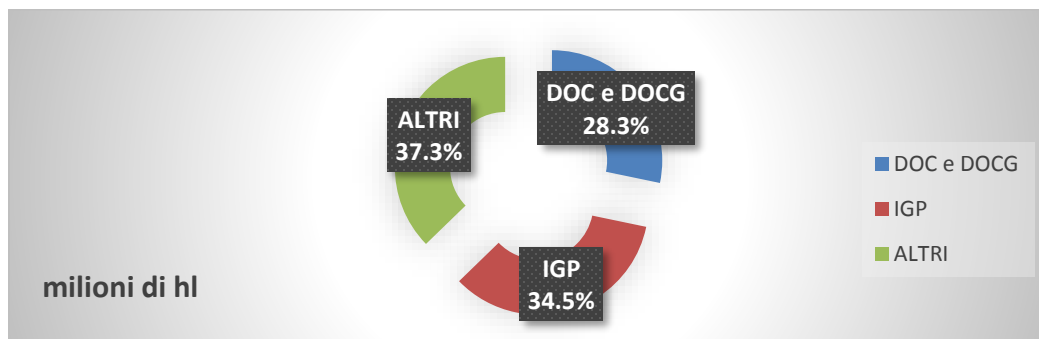 DOC e DOCG
28.3%
ALTRI
37.3%
IGP
34.5%
milioni di hl
DOC e DOCG
IGP
ALTRI